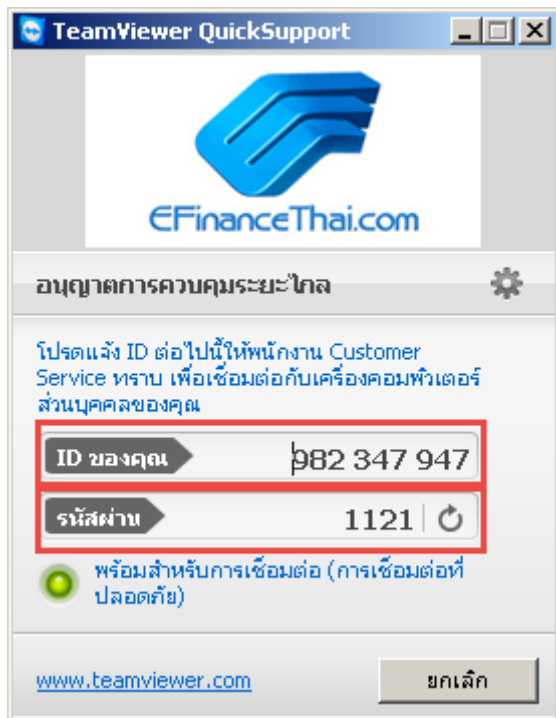 TeamViewer QuickSupport
EFinanceThai.com
อนุญาตการควบคุมระยะไกล
โปรดแจ้ง ID ต่อไปนี้ให้พนักงาน Customer
Service ทราบ เพื่อเชื่อมต่อกับเครื่องคอมพิวเตอร์
ส่วนบุคคลของคุณ
ID ของคุณ 982 347 947
รหัสผ่าน 1121
พร้อมสำหรับการเชื่อมต่อ (การเชื่อมต่อที่
ปลอดภัย)
www.teamviewer.com ยกเลิก